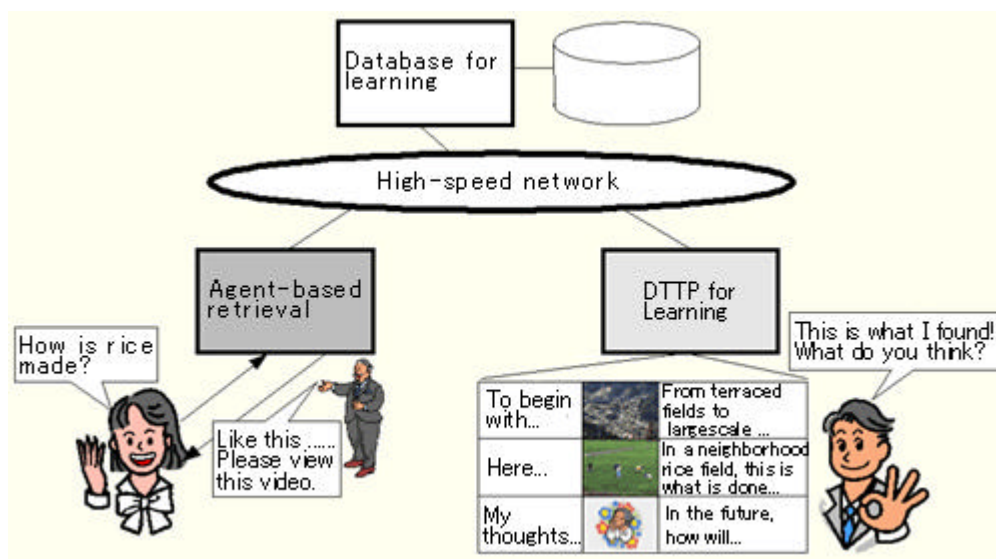 Database for
learning
High-speed network
Agent-based
retrieval
DTTP for
Learning
How is rice
made?
Like this .....
Please view
this video.
This is what I found!
What do you think?
To begin
with...
From terraced
fields to
largescale ...
Here...
In a neighborhood
rice field, this is
what is done...
My
thoughts...
In the future,
how will...